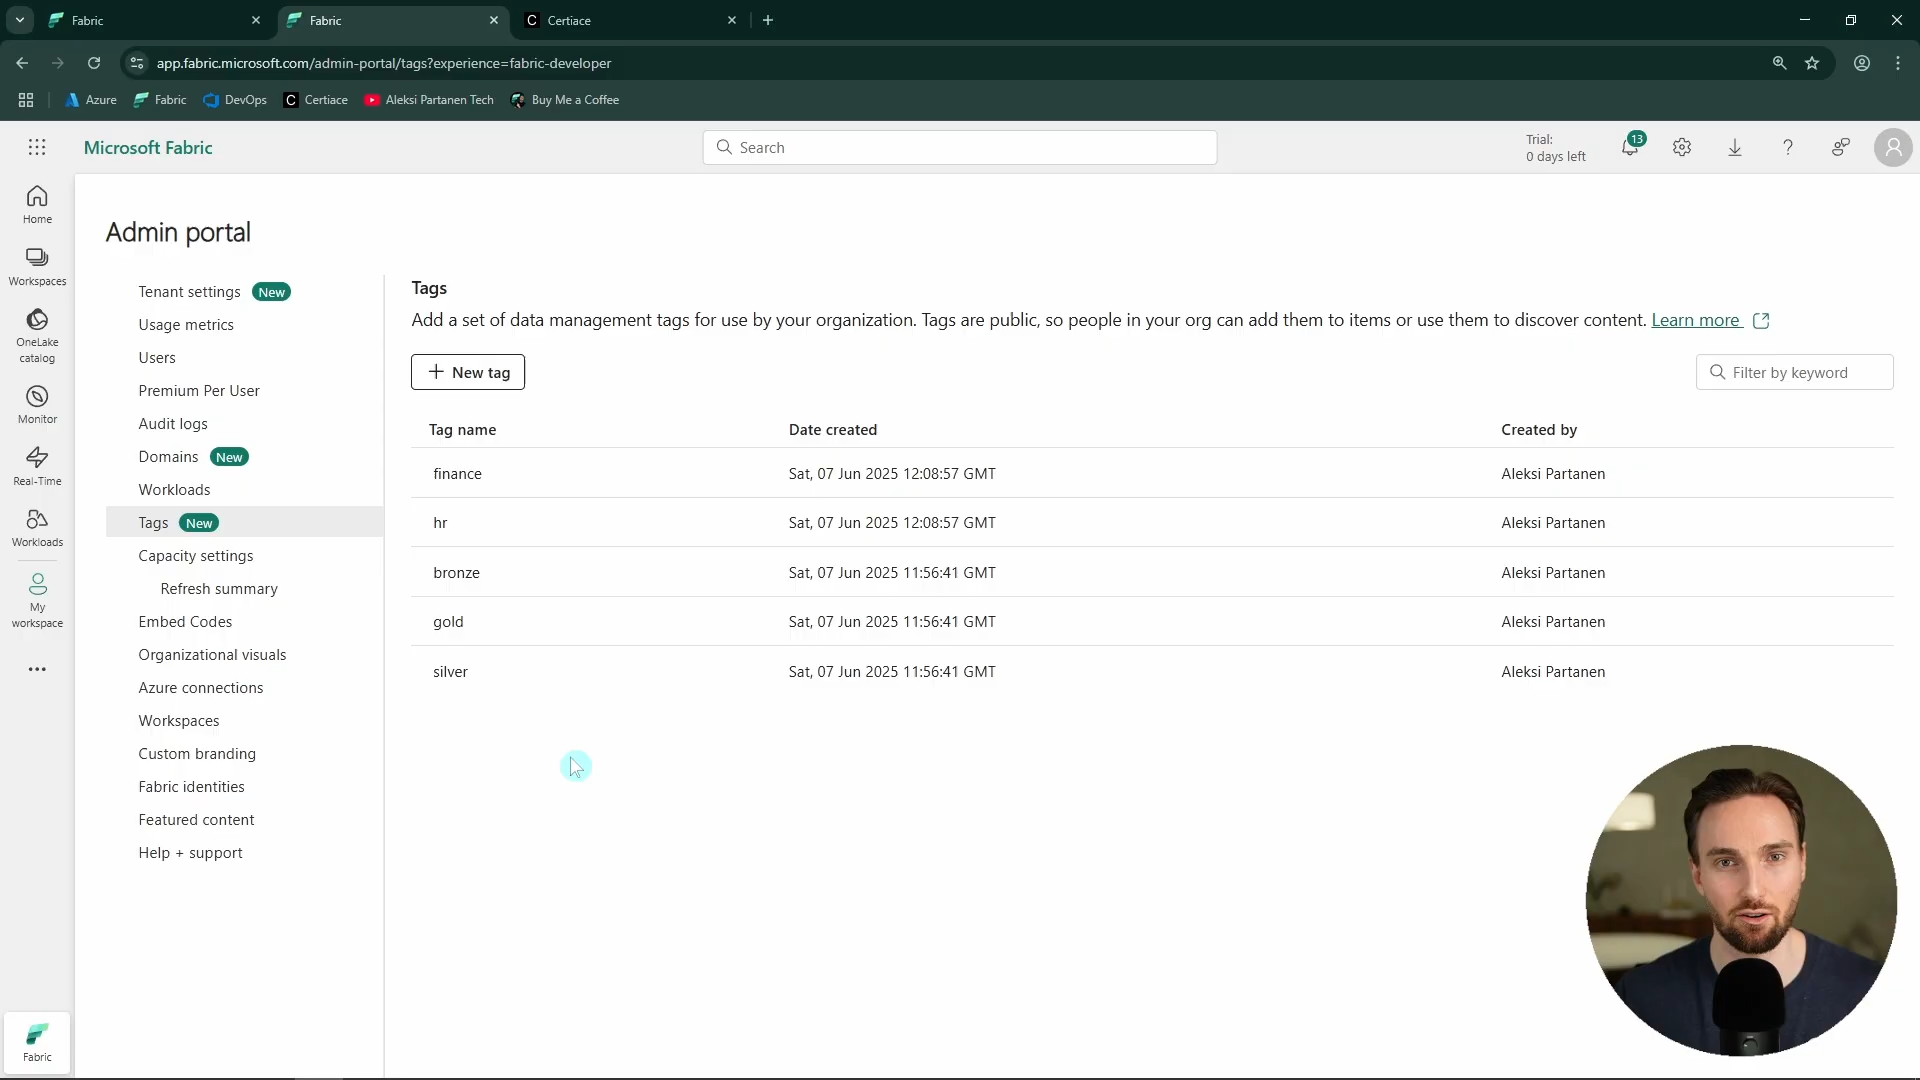 Fabric
Fabric
C Certiace
app.fabric.microsoft.com/admin-portal/tags?experience=fabric-developer
Azure
Fabric
DevOps
C Certiace
Aleksi Partanen Tech
Buy Me a Coffee
Microsoft Fabric
Search
Trial:
0 days left
13
Home
Workspaces
OneLake
catalog
Monitor
Real-Time
Workloads
My
workspace
Fabric
Admin portal
Tenant settings New
Usage metrics
Users
Premium Per User
Audit logs
Domains New
Workloads
Tags New
Capacity settings
Refresh summary
Embed Codes
Organizational visuals
Azure connections
Workspaces
Custom branding
Fabric identities
Featured content
Help + support
Tags
Add a set of data management tags for use by your organization. Tags are public, so people in your org can add them to items or use them to discover content. Learn more
New tag
Filter by keyword
Tag name Date created Created by
finance Sat, 07 Jun 2025 12:08:57 GMT Aleksi Partanen
hr Sat, 07 Jun 2025 12:08:57 GMT Aleksi Partanen
bronze Sat, 07 Jun 2025 11:56:41 GMT Aleksi Partanen
gold Sat, 07 Jun 2025 11:56:41 GMT Aleksi Partanen
silver Sat, 07 Jun 2025 11:56:41 GMT Aleksi Partanen